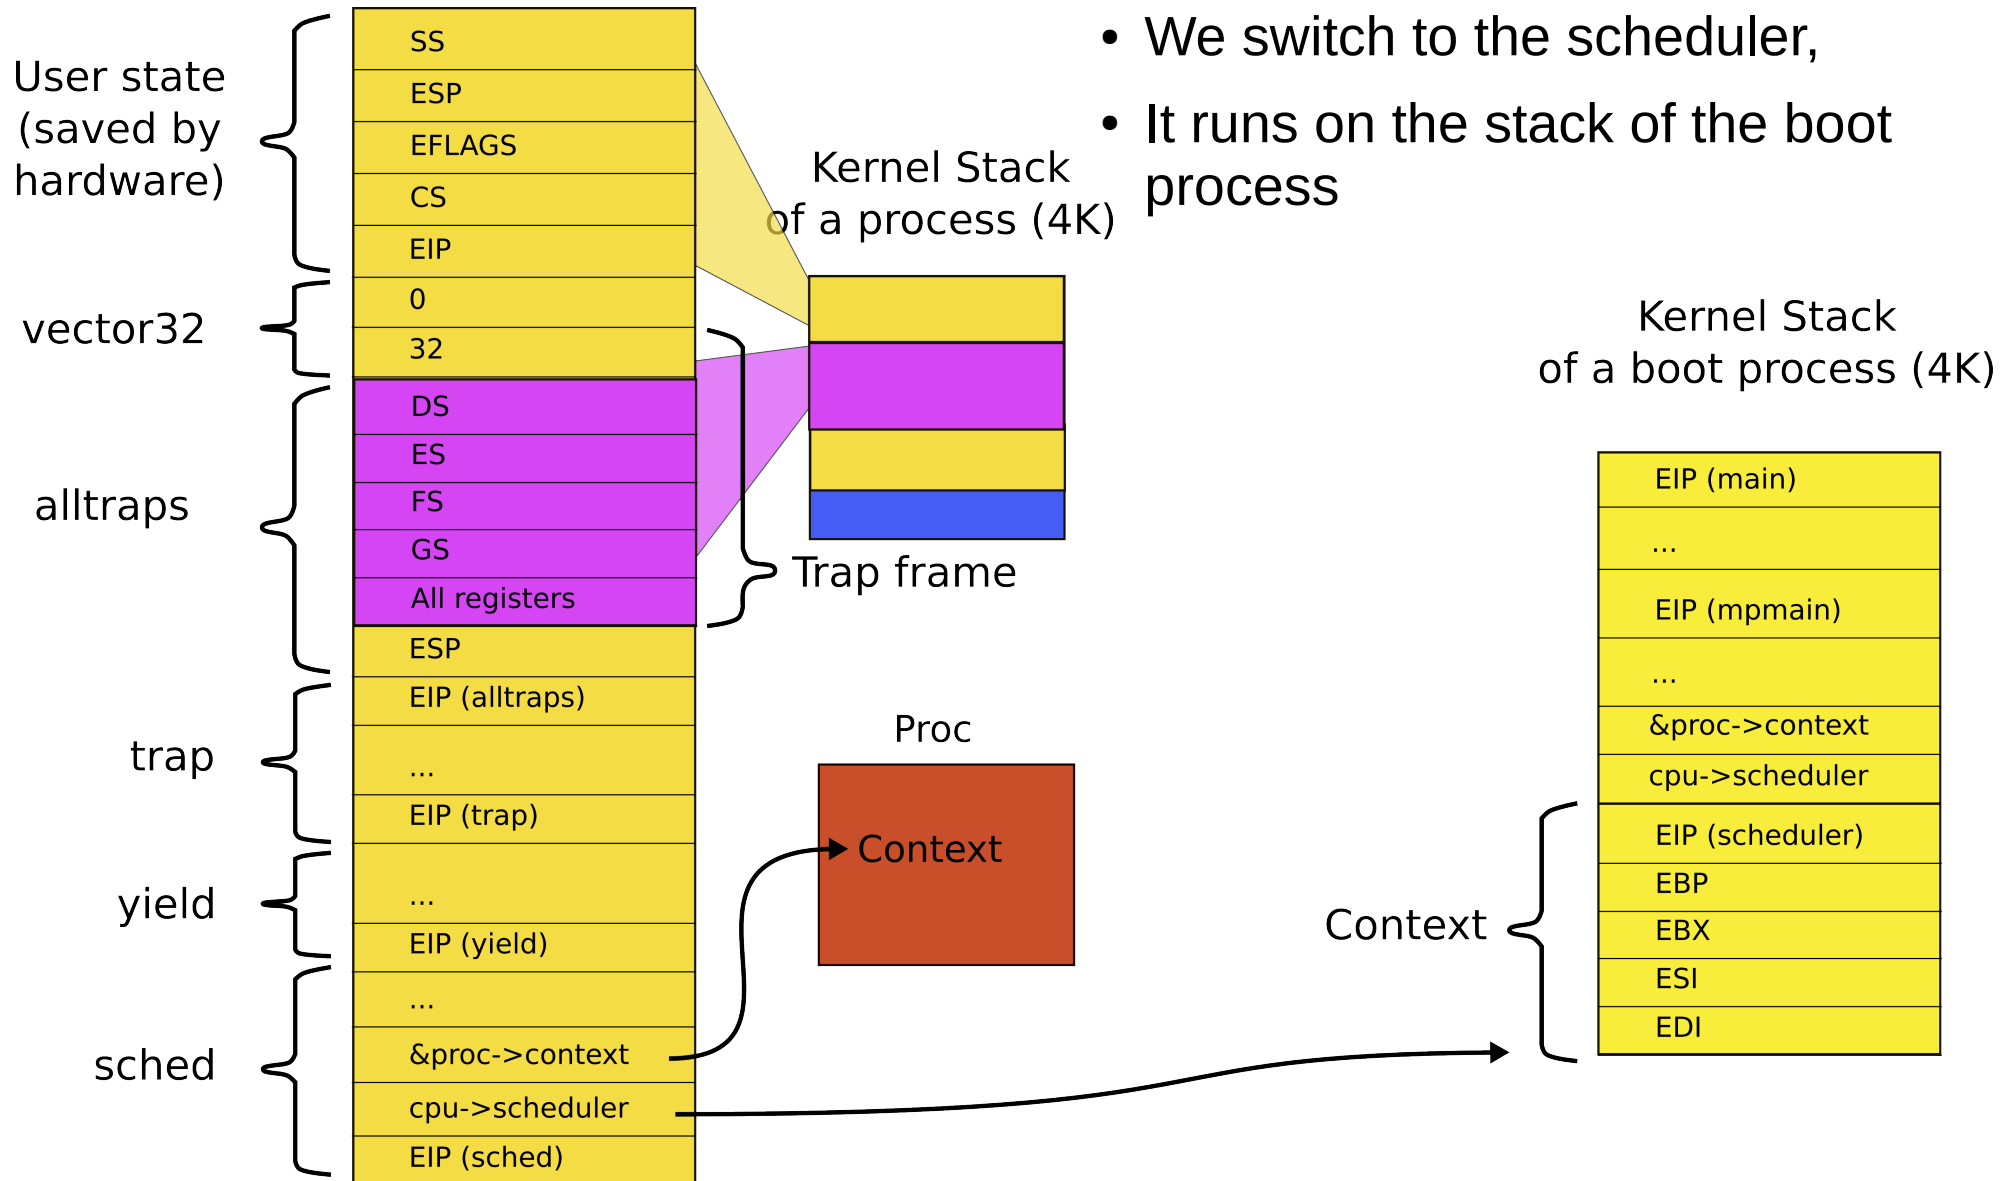 • We switch to the scheduler,
• It runs on the stack of the boot
process
User state
(saved by
hardware)
vector32
alltraps
trap
yield
sched
SS
ESP
EFLAGS
CS
EIP
0
32
DS
ES
FS
GS
All registers
ESP
EIP (alltraps)
...
EIP (trap)
...
EIP (yield)
...
&proc->context
cpu->scheduler
EIP (sched)
Kernel Stack
of a process (4K)
Trap frame
Proc
Context
Kernel Stack
of a boot process (4K)
EIP (main)
...
EIP (mpmain)
...
&proc->context
cpu->scheduler
EIP (scheduler)
EBP
EBX
ESI
EDI
Context